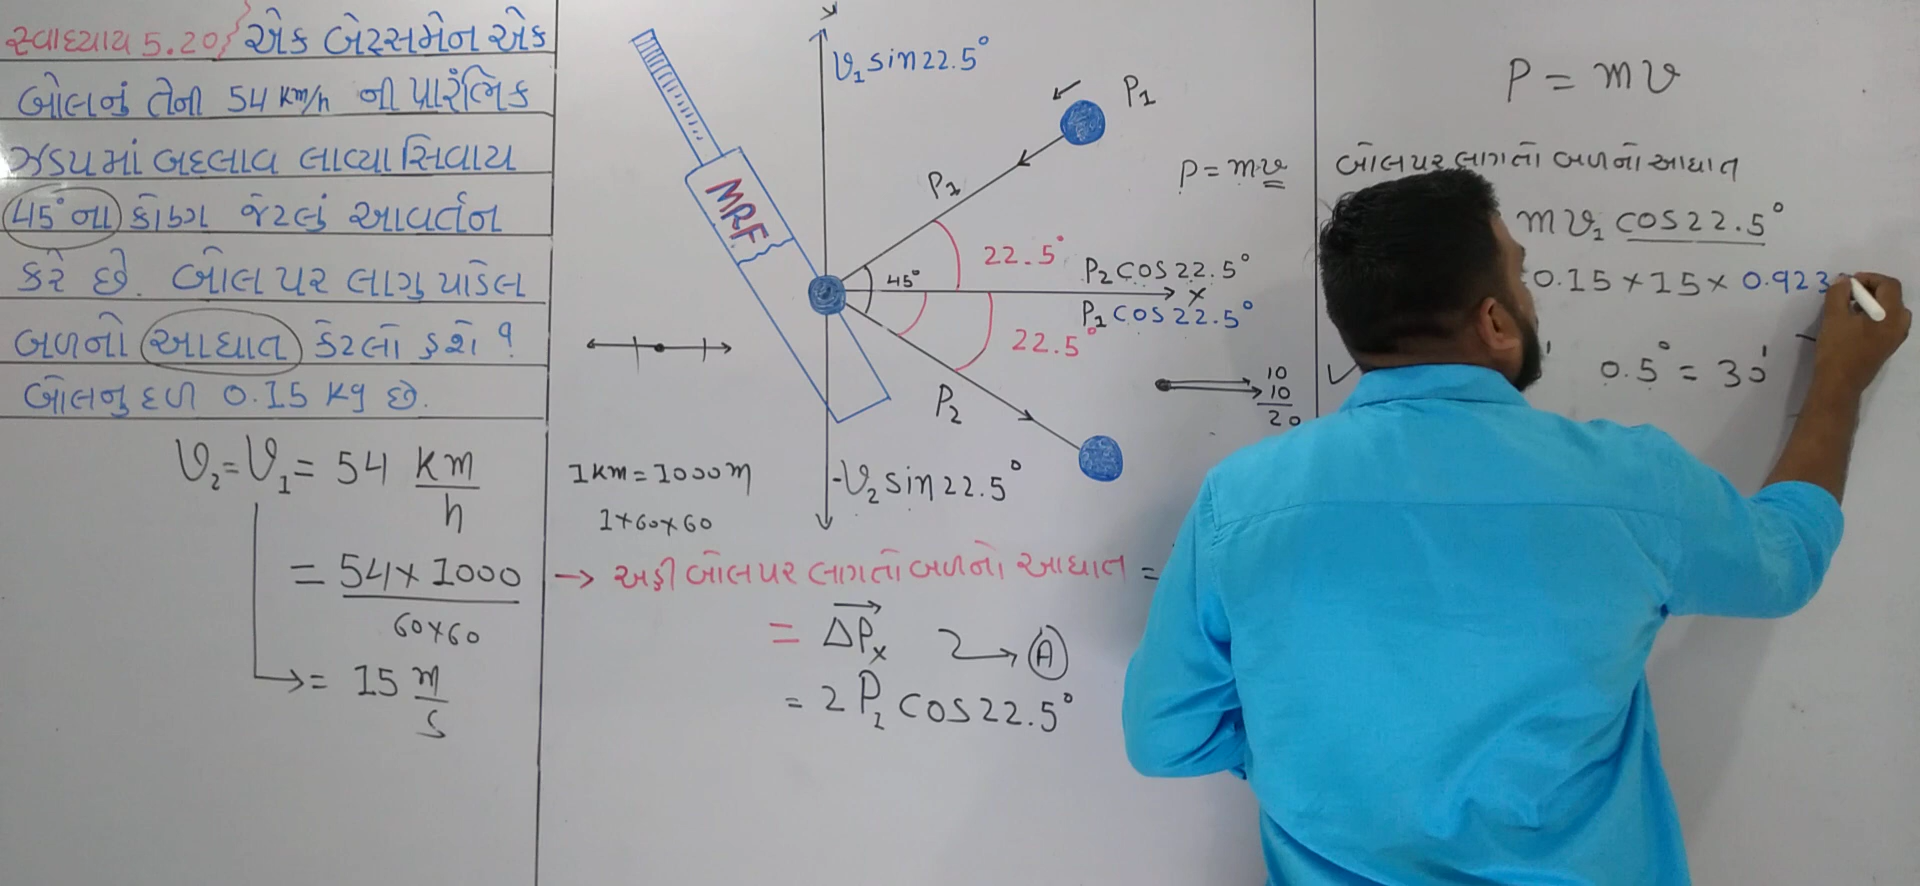 સ્વાધ્યાય 5.20} એક બેટ્સમેન એક
બોલનું તેની 54 km/h ની પ્રારંભિક
ઝડપમાં બદલાવ લાવ્યા સિવાય
45° ના કોણ જેટલું આવર્તન
કરે છે. બોલ પર લાગુ પાડેલ
બળનો આઘાત કેટલો હશે ?
બોલનુ દળ 0.15 kg છે.
V₂ = V₁ = 54 km/h
= 54 × 1000 / 60×60
→ = 15 m/s
V₁ sin 22.5°
P₁
MRF
P₁
22.5°
45°
P₂ cos 22.5°
x
P₁ cos 22.5°
22.5°
P₂
-V₂ sin 22.5°
P = mv
10
10
20
1 km = 1000 m
1×60×60
→ અહી બોલ પર લાગતો બળનો આઘાત =
= ΔPₓ → A
= 2 P₂ cos 22.5°
P = mv
બોલ પર લાગતો બળનો આઘાત
mv₂ cos 22.5°
0.15 × 15 × 0.923
0.5° = 30'